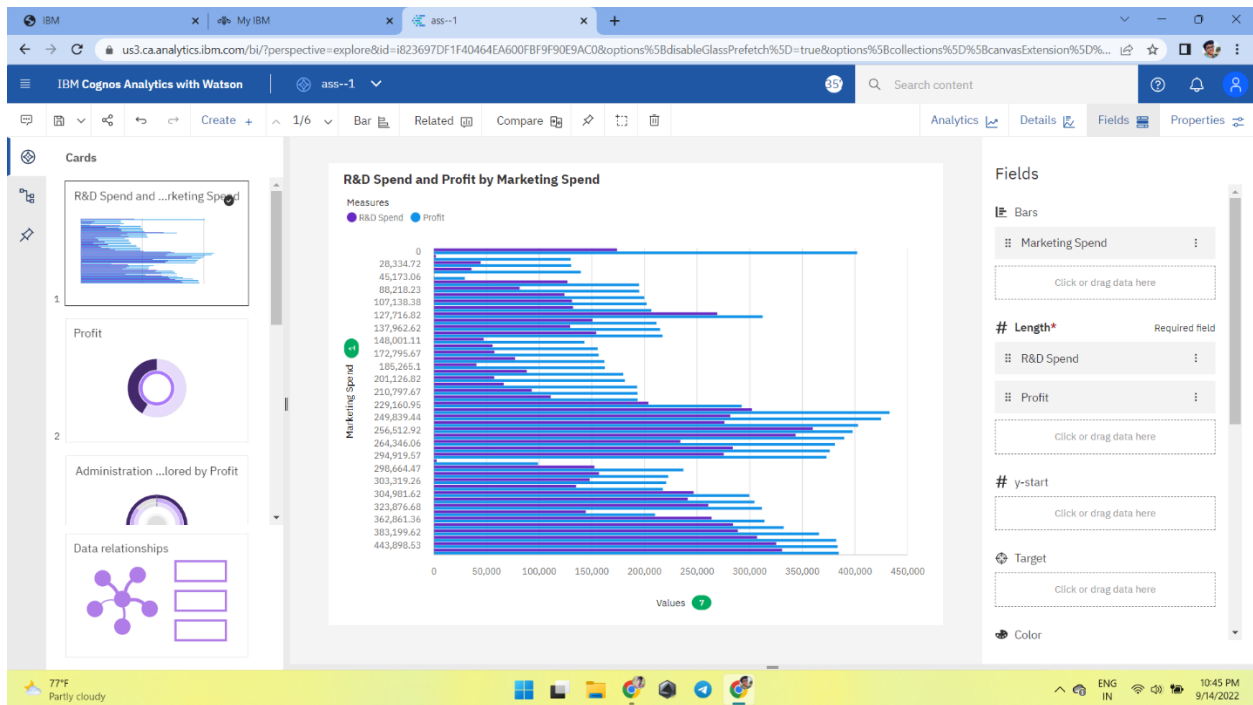 IBM
My IBM
ass--1
us3.ca.analytics.ibm.com/bi/?perspective=explore&id=i823697DF1F40464EA600FBF9F90E9AC0&options%5BdisableGlassPrefetch%5D=true&options%5Bcollections%5D%5BcanvasExtension%5D%...
IBM Cognos Analytics with Watson
ass--1
35
Search content
Create +
1/6
Bar
Related
Compare
Analytics
Details
Fields
Properties
Cards
R&D Spend and ...rketing Spend
1
Profit
2
Administration ...lored by Profit
Data relationships
R&D Spend and Profit by Marketing Spend
Measures
R&D Spend Profit
Marketing Spend
0
28,334.72
45,173.06
88,218.23
107,138.38
127,716.82
137,962.62
148,001.11
172,795.67
185,265.1
201,126.82
210,797.67
229,160.95
249,839.44
256,512.92
264,346.06
294,919.57
298,664.47
303,319.26
304,981.62
323,876.68
362,861.36
383,199.62
443,898.53
0 50,000 100,000 150,000 200,000 250,000 300,000 350,000 400,000 450,000
Values 7
Fields
Bars
Marketing Spend
Click or drag data here
# Length* Required field
R&D Spend
Profit
Click or drag data here
# y-start
Click or drag data here
Target
Click or drag data here
Color
77°F
Partly cloudy
ENG
IN
10:45 PM
9/14/2022